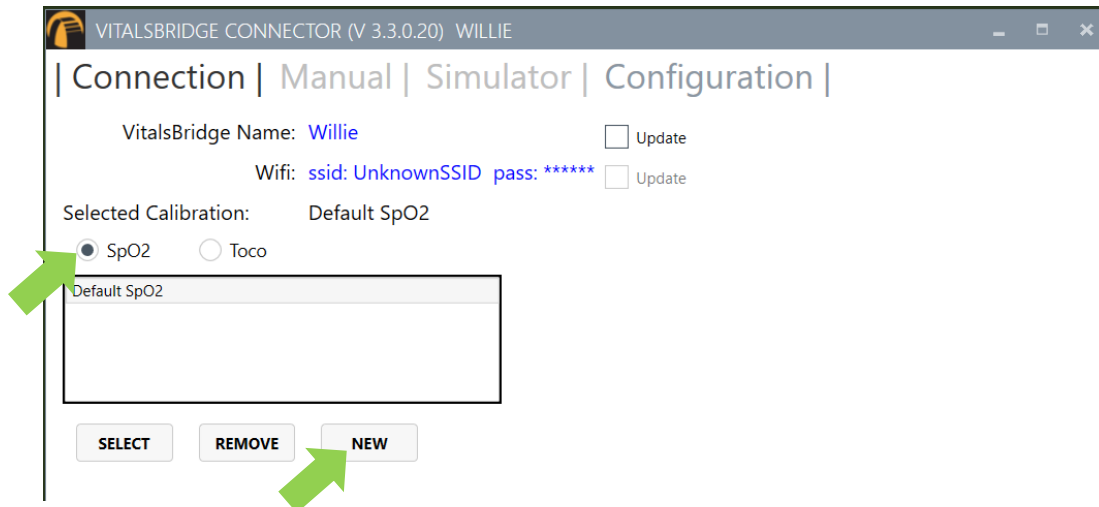 VITALSBRIDGE CONNECTOR (V 3.3.0.20) WILLIE
| Connection | Manual | Simulator | Configuration |
VitalsBridge Name: Willie Update
Wifi: ssid: UnknownSSID pass: ****** Update
Selected Calibration: Default SpO2
SpO2 Toco
Default SpO2
SELECT REMOVE NEW